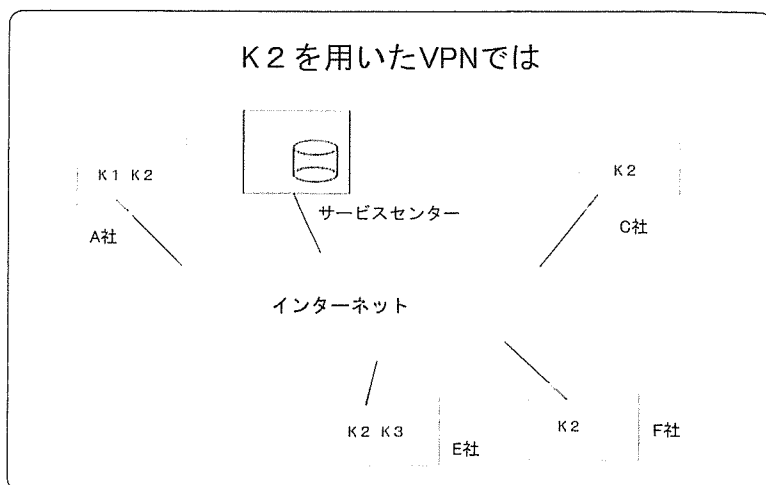 K2を用いたVPNでは
K1 K2
K2
サービスセンター
A社
C社
インターネット
K2 K3
K2
E社
F社